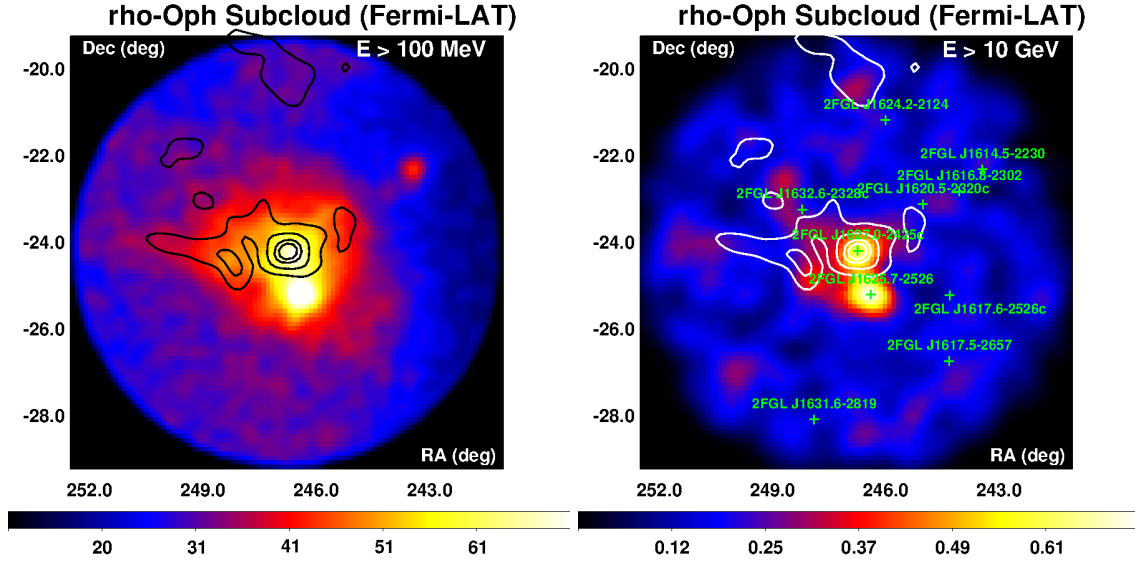 rho-Oph Subcloud (Fermi-LAT)
Dec (deg)
E > 100 MeV
-20.0
-22.0
-24.0
-26.0
-28.0
RA (deg)
252.0 249.0 246.0 243.0
20 31 41 51 61
rho-Oph Subcloud (Fermi-LAT)
Dec (deg)
E > 10 GeV
-20.0
-22.0
-24.0
-26.0
-28.0
2FGL J1624.2-2124
2FGL J1614.5-2230
2FGL J1616.8-2302
2FGL J1632.6-2328c
2FGL J1620.5-2320c
2FGL J1627.0-2425c
2FGL J1625.7-2526
2FGL J1617.6-2526c
2FGL J1617.5-2657
2FGL J1631.6-2819
RA (deg)
252.0 249.0 246.0 243.0
0.12 0.25 0.37 0.49 0.61